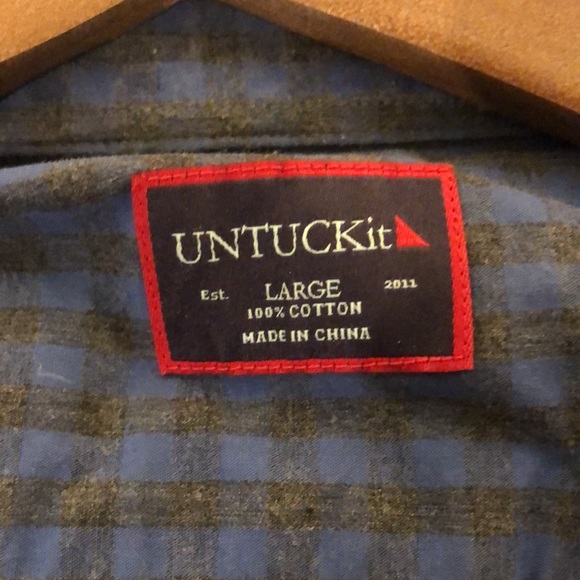 UNTUCKit
Est. LARGE 2011
100% COTTON
MADE IN CHINA